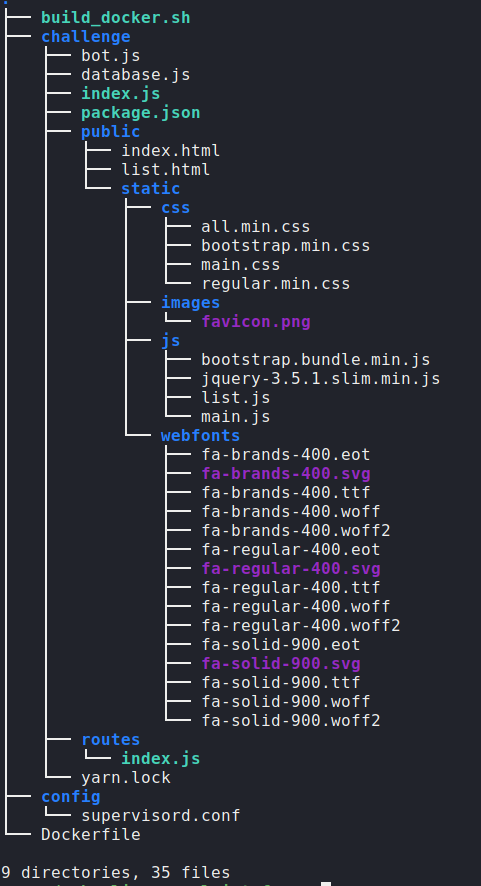 .
├── build_docker.sh
├── challenge
│   ├── bot.js
│   ├── database.js
│   ├── index.js
│   ├── package.json
│   ├── public
│   │   ├── index.html
│   │   ├── list.html
│   │   └── static
│   │       ├── css
│   │       │   ├── all.min.css
│   │       │   ├── bootstrap.min.css
│   │       │   ├── main.css
│   │       │   └── regular.min.css
│   │       ├── images
│   │       │   └── favicon.png
│   │       ├── js
│   │       │   ├── bootstrap.bundle.min.js
│   │       │   ├── jquery-3.5.1.slim.min.js
│   │       │   ├── list.js
│   │       │   └── main.js
│   │       └── webfonts
│   │           ├── fa-brands-400.eot
│   │           ├── fa-brands-400.svg
│   │           ├── fa-brands-400.ttf
│   │           ├── fa-brands-400.woff
│   │           ├── fa-brands-400.woff2
│   │           ├── fa-regular-400.eot
│   │           ├── fa-regular-400.svg
│   │           ├── fa-regular-400.ttf
│   │           ├── fa-regular-400.woff
│   │           ├── fa-regular-400.woff2
│   │           ├── fa-solid-900.eot
│   │           ├── fa-solid-900.svg
│   │           ├── fa-solid-900.ttf
│   │           ├── fa-solid-900.woff
│   │           └── fa-solid-900.woff2
│   ├── routes
│   │   └── index.js
│   └── yarn.lock
├── config
│   └── supervisord.conf
└── Dockerfile

9 directories, 35 files